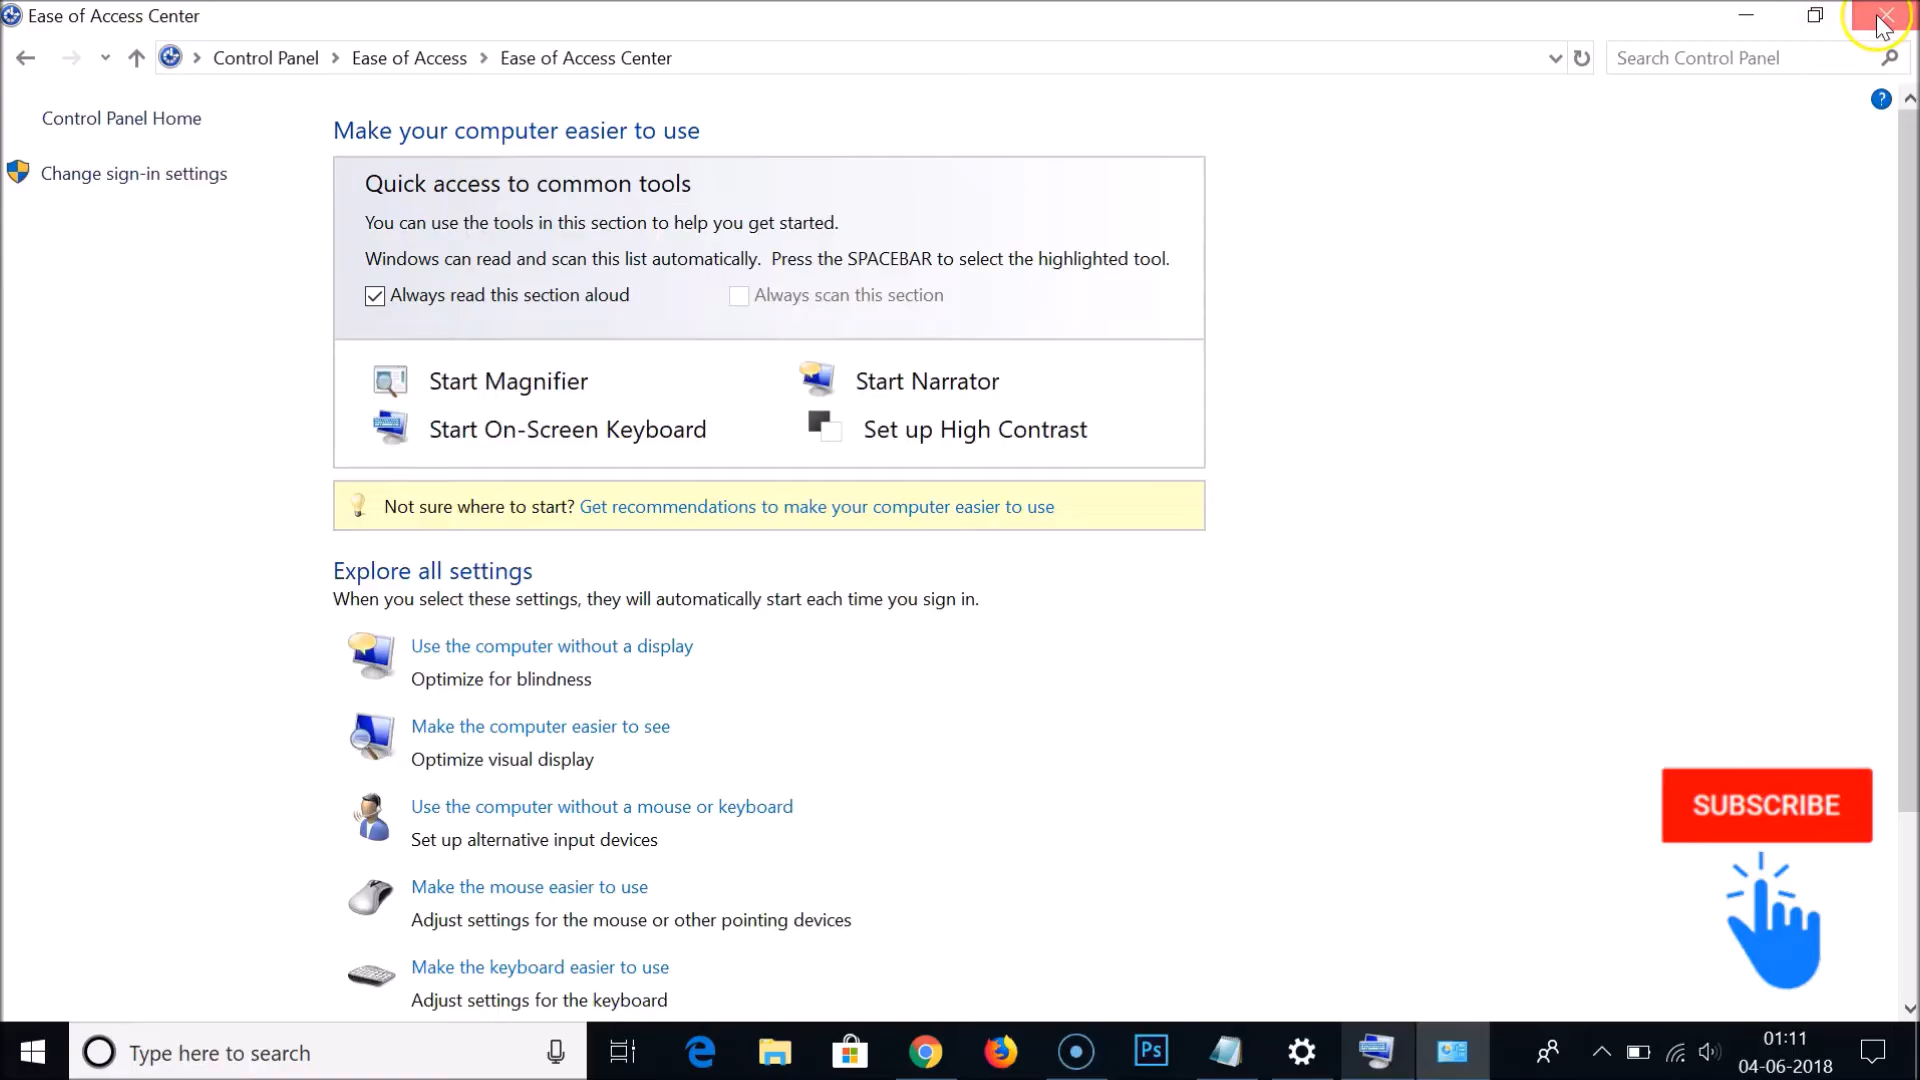 Ease of Access Center
Control Panel > Ease of Access > Ease of Access Center
Search Control Panel
?
Control Panel Home
Change sign-in settings
Make your computer easier to use
Quick access to common tools
You can use the tools in this section to help you get started.
Windows can read and scan this list automatically. Press the SPACEBAR to select the highlighted tool.
Always read this section aloud
Always scan this section
Start Magnifier
Start Narrator
Start On-Screen Keyboard
Set up High Contrast
Not sure where to start? Get recommendations to make your computer easier to use
Explore all settings
When you select these settings, they will automatically start each time you sign in.
Use the computer without a display
Optimize for blindness
Make the computer easier to see
Optimize visual display
Use the computer without a mouse or keyboard
Set up alternative input devices
Make the mouse easier to use
Adjust settings for the mouse or other pointing devices
Make the keyboard easier to use
Adjust settings for the keyboard
SUBSCRIBE
Type here to search
Ps
01:11
04-06-2018